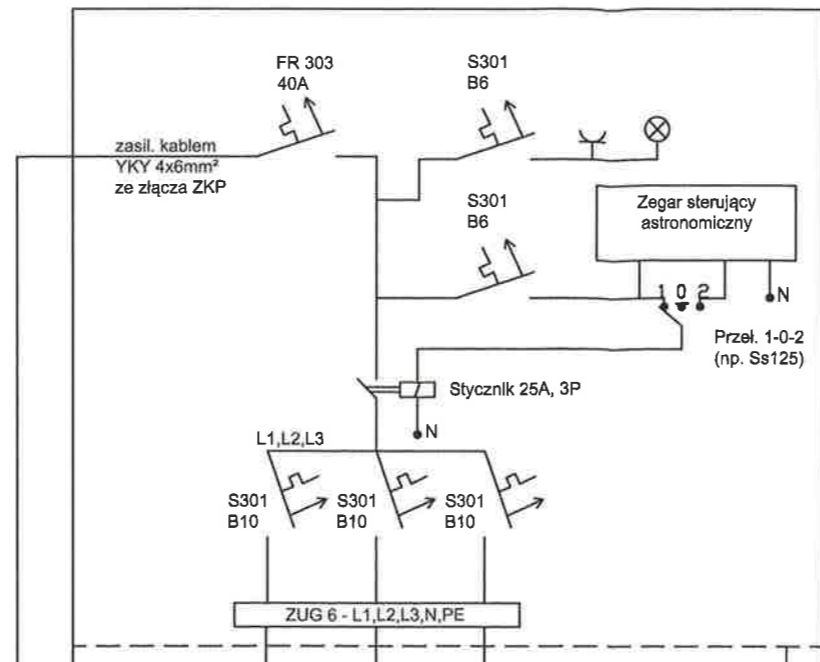 FR 303
40A
S301
B6
zasil. kablem
YKY 4x6mm²
ze złącza ZKP
S301
B6
Zegar sterujący
astronomiczny
1 0 2
N
Przeł. 1-0-2
(np. Ss125)
Stycznik 25A, 3P
N
L1,L2,L3
S301
B10
S301
B10
S301
B10
ZUG 6 - L1,L2,L3,N,PE